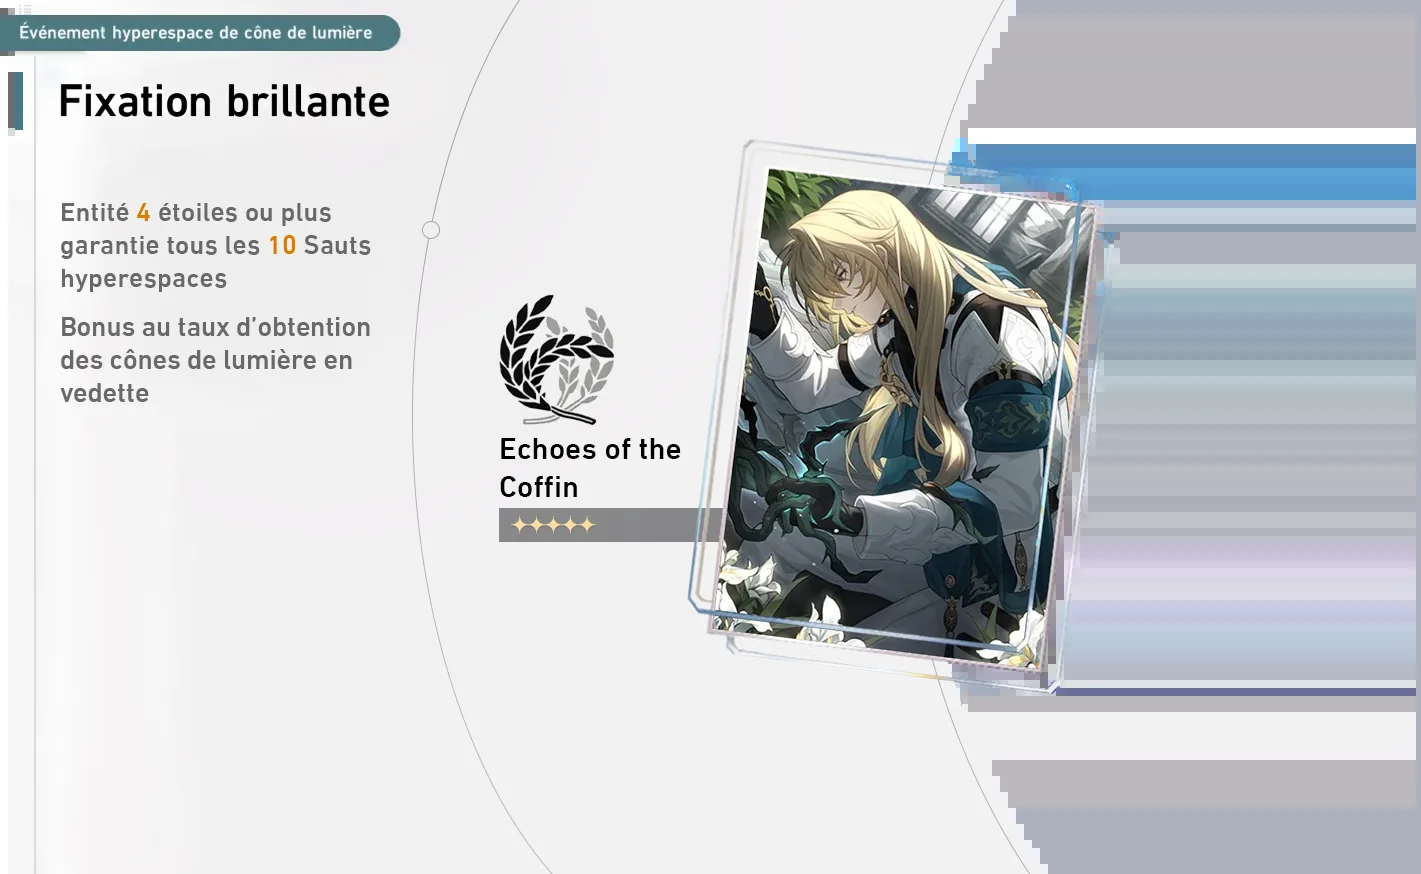 Événement hyperespace de cône de lumière
Fixation brillante
Entité 4 étoiles ou plus
garantie tous les 10 Sauts
hyperespaces
Bonus au taux d’obtention
des cônes de lumière en
vedette
Echoes of the
Coffin